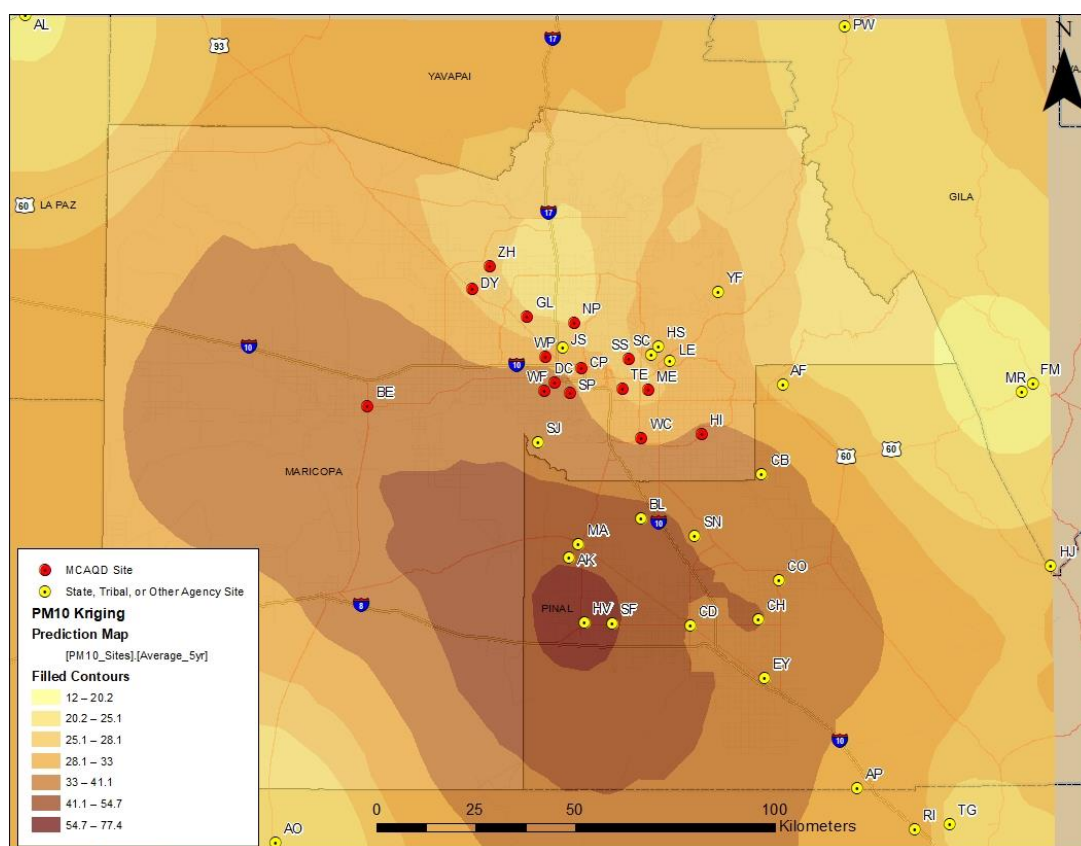 AL
93
17
PW
N
YAVAPAI
60
LA PAZ
17
GILA
ZH
DY
YF
GL
NP
10
WP
JS
SS
SC
HS
LE
10
CP
WF
DC
SP
TE
ME
AF
FM
MR
BE
SJ
WC
HI
60
60
MARICOPA
CB
BL
10
SN
MA
AK
HJ
CO
8
PINAL
HV
SF
CD
CH
EY
10
AP
RI
TG
AO
MCAQD Site
State, Tribal, or Other Agency Site
PM10 Kriging
Prediction Map
[PM10_Sites].[Average_5yr]
Filled Contours
12 – 20.2
20.2 – 25.1
25.1 – 28.1
28.1 – 33
33 – 41.1
41.1 – 54.7
54.7 – 77.4
0 25 50 100
Kilometers